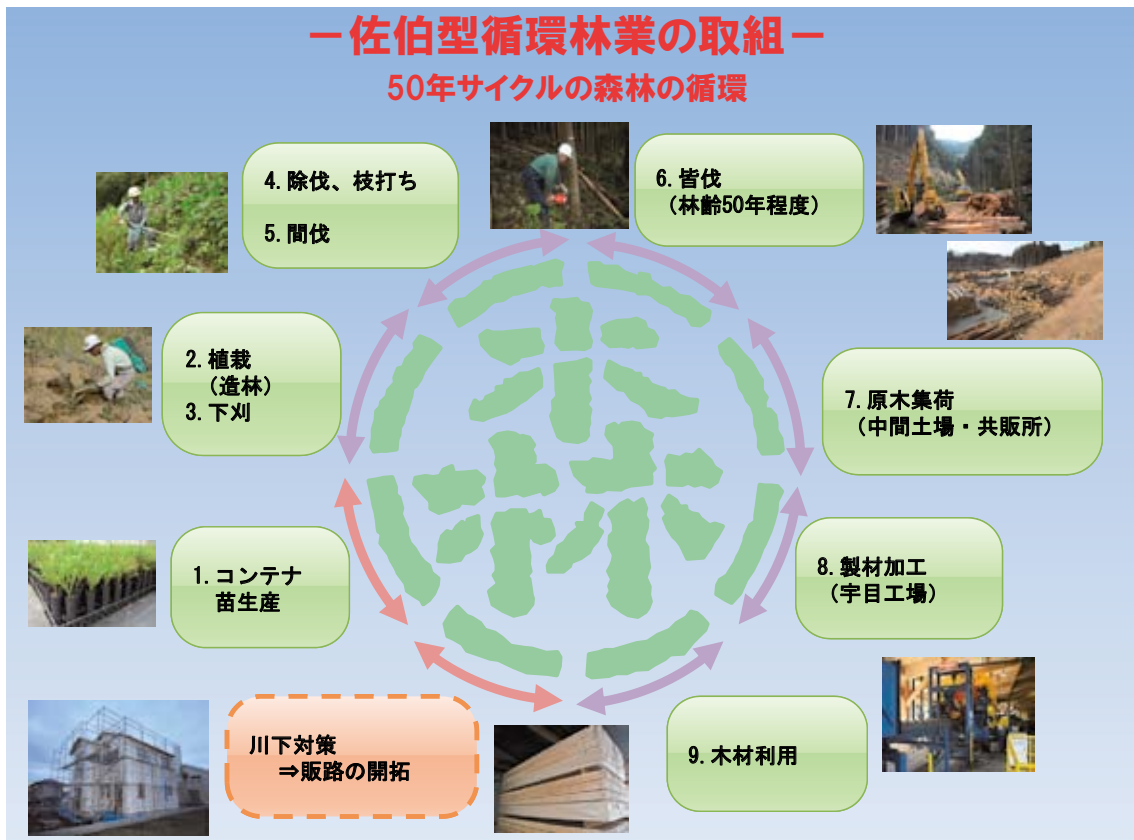 －佐伯型循環林業の取組－
50年サイクルの森林の循環
4. 除伐、枝打ち
5. 間伐
6. 皆伐
（林齢50年程度）
2. 植栽
（造林）
3. 下刈
7. 原木集荷
（中間土場・共販所）
森林
1. コンテナ
苗生産
8. 製材加工
（宇目工場）
川下対策
⇒販路の開拓
9. 木材利用